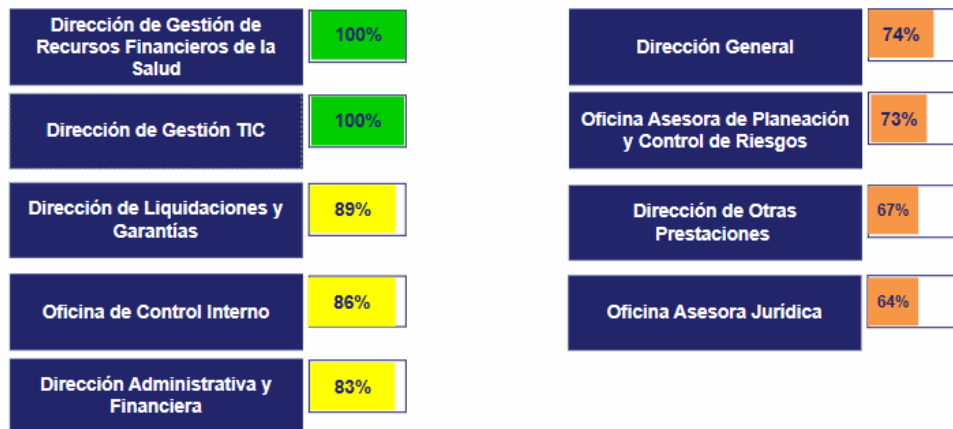 Dirección de Gestión de
Recursos Financieros de la
Salud
100%
Dirección de Gestión TIC
100%
Dirección de Liquidaciones y
Garantías
89%
Oficina de Control Interno
86%
Dirección Administrativa y
Financiera
83%
Dirección General
74%
Oficina Asesora de Planeación
y Control de Riesgos
73%
Dirección de Otras
Prestaciones
67%
Oficina Asesora Jurídica
64%